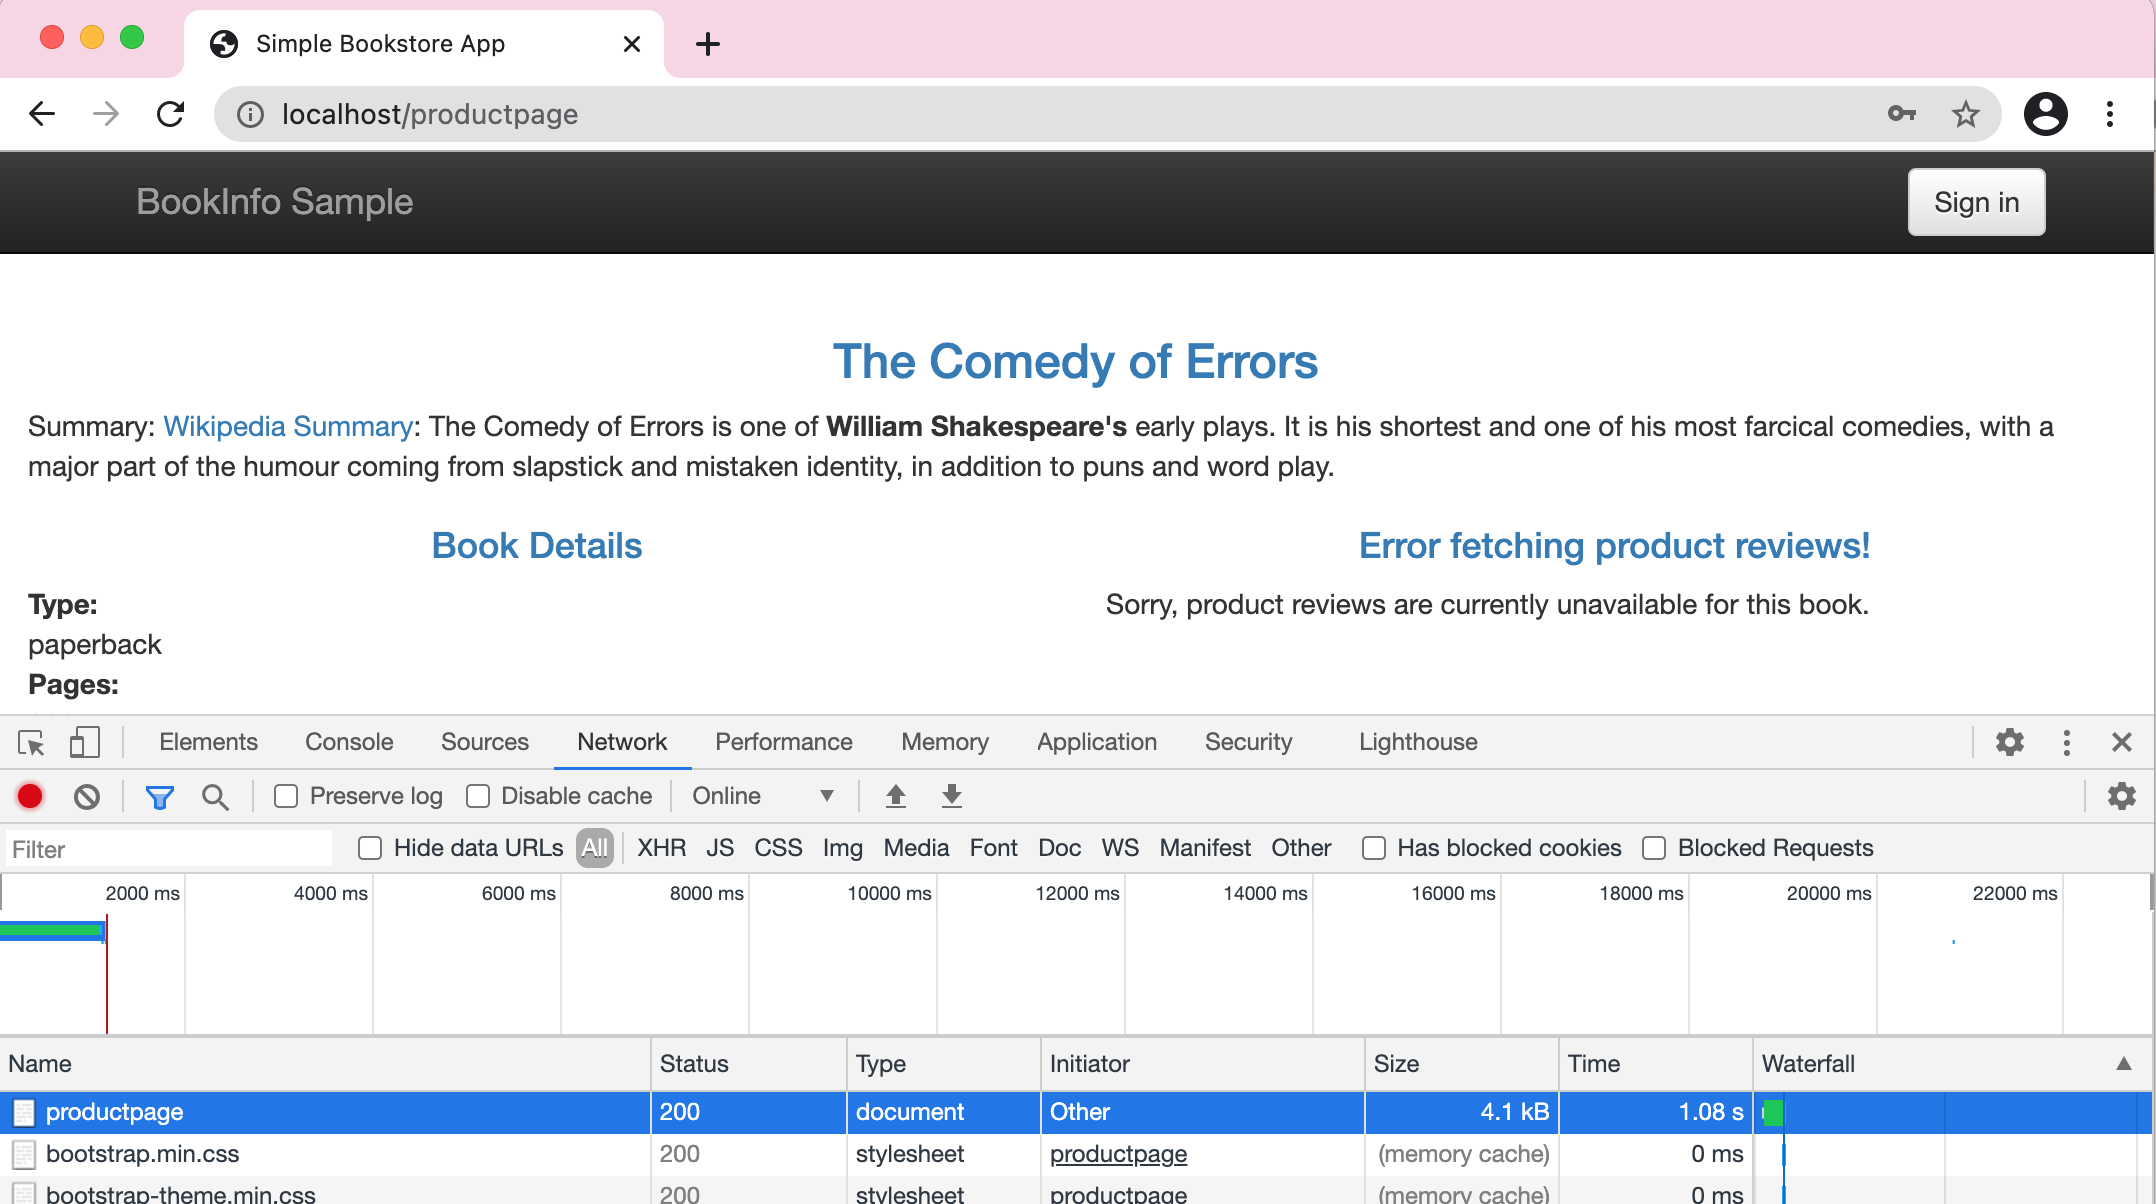 Simple Bookstore App
localhost/productpage
BookInfo Sample
Sign in
The Comedy of Errors
Summary: Wikipedia Summary: The Comedy of Errors is one of William Shakespeare's early plays. It is his shortest and one of his most farcical comedies, with a
major part of the humour coming from slapstick and mistaken identity, in addition to puns and word play.
Book Details
Type:
paperback
Pages:
Error fetching product reviews!
Sorry, product reviews are currently unavailable for this book.
Elements Console Sources Network Performance Memory Application Security Lighthouse
Preserve log Disable cache Online
Filter Hide data URLs All XHR JS CSS Img Media Font Doc WS Manifest Other Has blocked cookies Blocked Requests
2000 ms 4000 ms 6000 ms 8000 ms 10000 ms 12000 ms 14000 ms 16000 ms 18000 ms 20000 ms 22000 ms
Name Status Type Initiator Size Time Waterfall
productpage 200 document Other 4.1 kB 1.08 s
bootstrap.min.css 200 stylesheet productpage (memory cache) 0 ms
bootstrap-theme.min.css 200 stylesheet productpage (memory cache) 0 ms